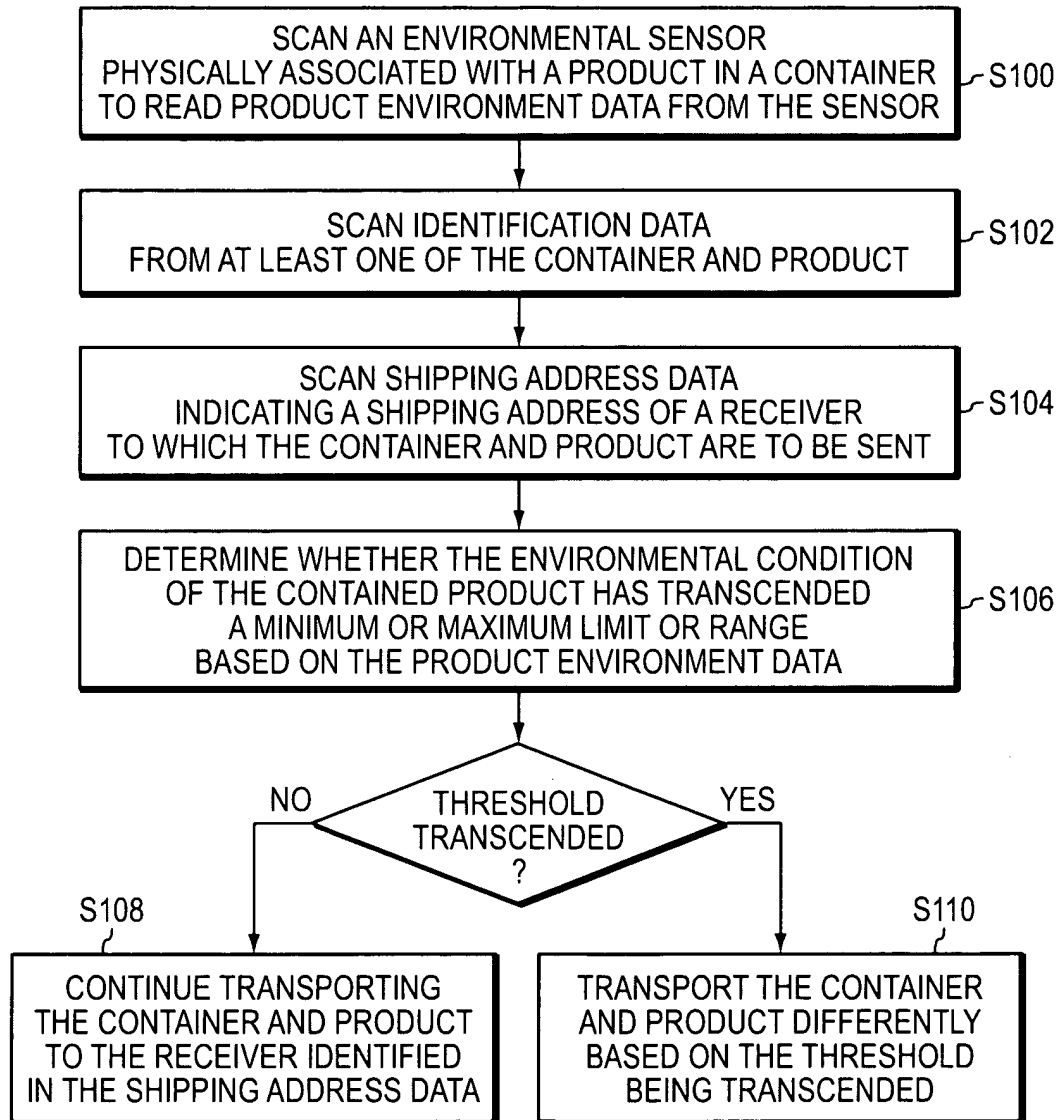 SCAN AN ENVIRONMENTAL SENSOR
PHYSICALLY ASSOCIATED WITH A PRODUCT IN A CONTAINER
TO READ PRODUCT ENVIRONMENT DATA FROM THE SENSOR
S100
SCAN IDENTIFICATION DATA
FROM AT LEAST ONE OF THE CONTAINER AND PRODUCT
S102
SCAN SHIPPING ADDRESS DATA
INDICATING A SHIPPING ADDRESS OF A RECEIVER
TO WHICH THE CONTAINER AND PRODUCT ARE TO BE SENT
S104
DETERMINE WHETHER THE ENVIRONMENTAL CONDITION
OF THE CONTAINED PRODUCT HAS TRANSCENDED
A MINIMUM OR MAXIMUM LIMIT OR RANGE
BASED ON THE PRODUCT ENVIRONMENT DATA
S106
NO
THRESHOLD
TRANSCENDED
?
YES
S108
CONTINUE TRANSPORTING
THE CONTAINER AND PRODUCT
TO THE RECEIVER IDENTIFIED
IN THE SHIPPING ADDRESS DATA
S110
TRANSPORT THE CONTAINER
AND PRODUCT DIFFERENTLY
BASED ON THE THRESHOLD
BEING TRANSCENDED